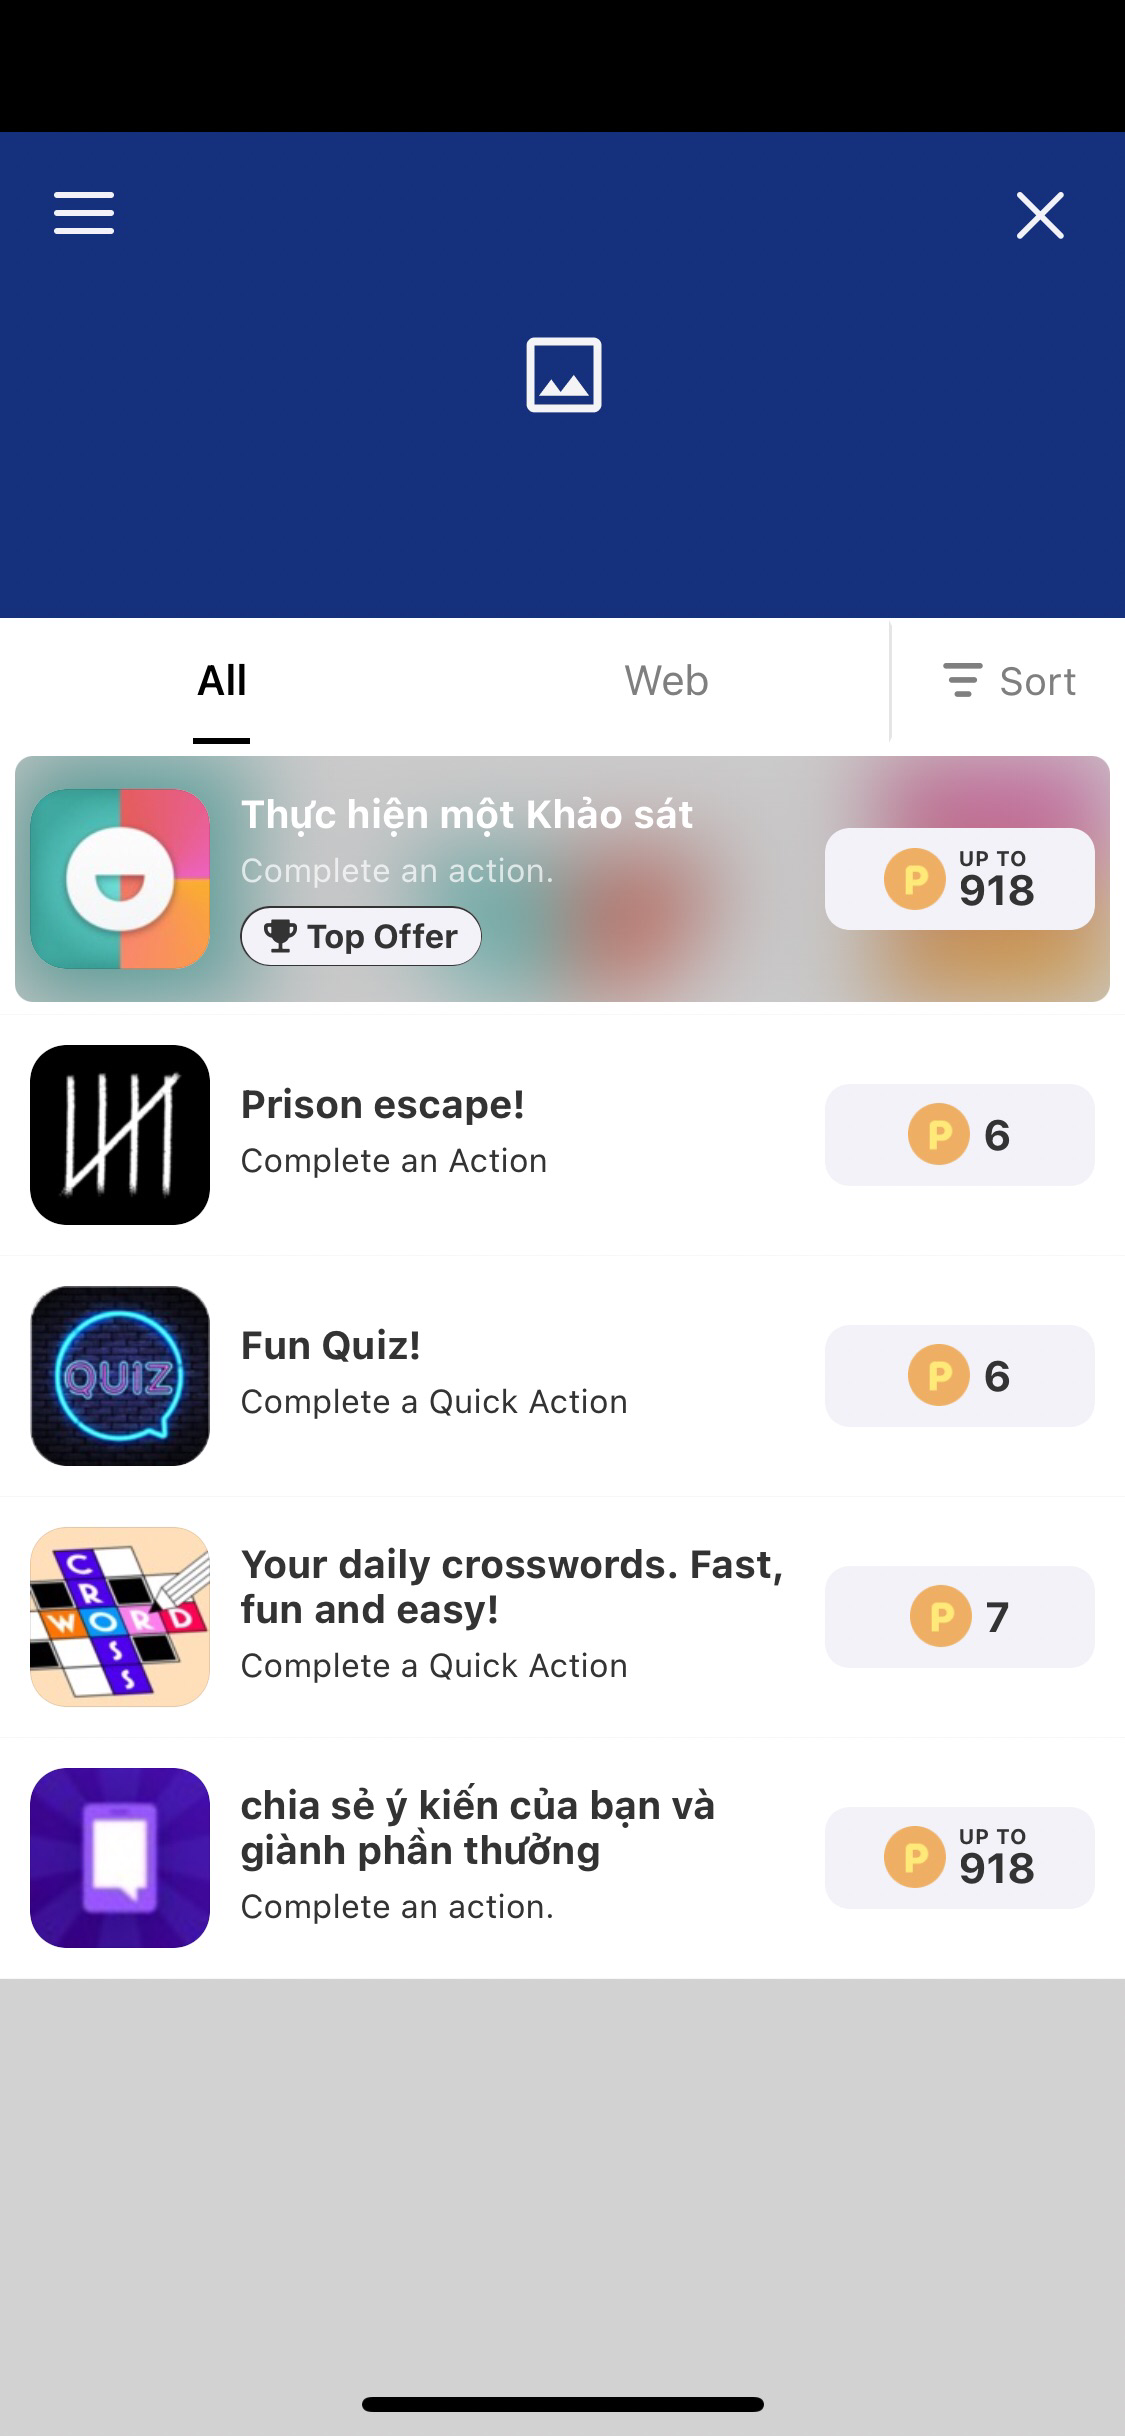 All
Web
Sort
Thực hiện một Khảo sát
Complete an action.
Top Offer
P
UP TO
918
Prison escape!
Complete an Action
P
6
QUIZ
Fun Quiz!
Complete a Quick Action
P
6
CROSS
WORD
Your daily crosswords. Fast,
fun and easy!
Complete a Quick Action
P
7
chia sẻ ý kiến của bạn và
giành phần thưởng
Complete an action.
P
UP TO
918